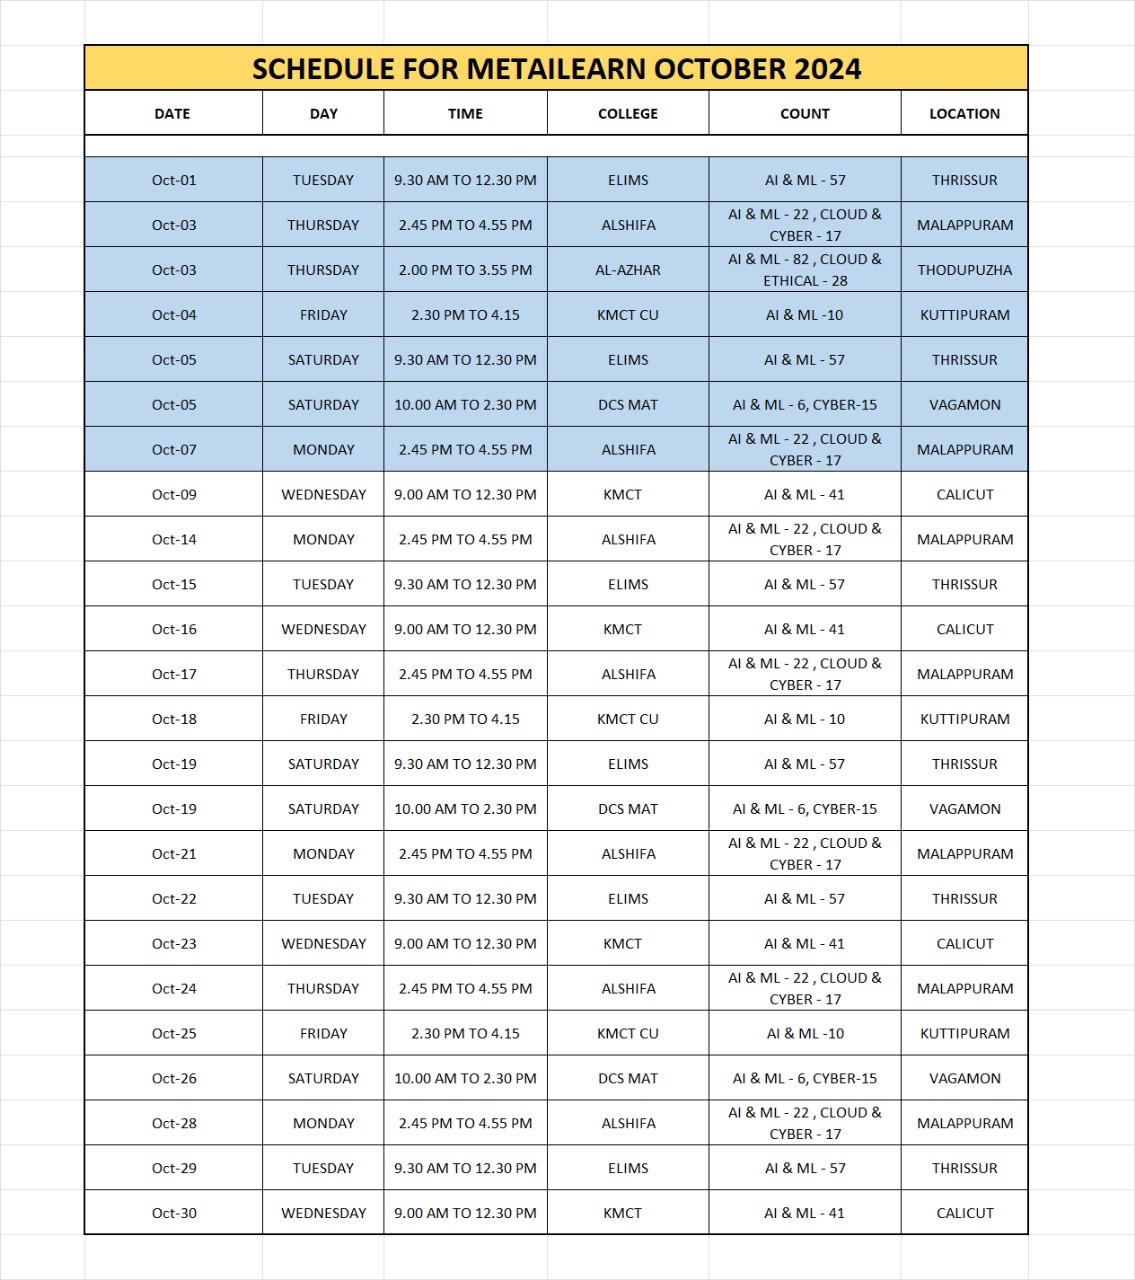 SCHEDULE FOR METAILEARN OCTOBER 2024
DATE DAY TIME COLLEGE COUNT LOCATION
Oct-01 TUESDAY 9.30 AM TO 12.30 PM ELIMS AI & ML - 57 THRISSUR
Oct-03 THURSDAY 2.45 PM TO 4.55 PM ALSHIFA AI & ML - 22 , CLOUD &
CYBER - 17 MALAPPURAM
Oct-03 THURSDAY 2.00 PM TO 3.55 PM AL-AZHAR AI & ML - 82 , CLOUD &
ETHICAL - 28 THODUPUZHA
Oct-04 FRIDAY 2.30 PM TO 4.15 KMCT CU AI & ML -10 KUTTIPURAM
Oct-05 SATURDAY 9.30 AM TO 12.30 PM ELIMS AI & ML - 57 THRISSUR
Oct-05 SATURDAY 10.00 AM TO 2.30 PM DCS MAT AI & ML - 6, CYBER-15 VAGAMON
Oct-07 MONDAY 2.45 PM TO 4.55 PM ALSHIFA AI & ML - 22 , CLOUD &
CYBER - 17 MALAPPURAM
Oct-09 WEDNESDAY 9.00 AM TO 12.30 PM KMCT AI & ML - 41 CALICUT
Oct-14 MONDAY 2.45 PM TO 4.55 PM ALSHIFA AI & ML - 22 , CLOUD &
CYBER - 17 MALAPPURAM
Oct-15 TUESDAY 9.30 AM TO 12.30 PM ELIMS AI & ML - 57 THRISSUR
Oct-16 WEDNESDAY 9.00 AM TO 12.30 PM KMCT AI & ML - 41 CALICUT
Oct-17 THURSDAY 2.45 PM TO 4.55 PM ALSHIFA AI & ML - 22 , CLOUD &
CYBER - 17 MALAPPURAM
Oct-18 FRIDAY 2.30 PM TO 4.15 KMCT CU AI & ML - 10 KUTTIPURAM
Oct-19 SATURDAY 9.30 AM TO 12.30 PM ELIMS AI & ML - 57 THRISSUR
Oct-19 SATURDAY 10.00 AM TO 2.30 PM DCS MAT AI & ML - 6, CYBER-15 VAGAMON
Oct-21 MONDAY 2.45 PM TO 4.55 PM ALSHIFA AI & ML - 22 , CLOUD &
CYBER - 17 MALAPPURAM
Oct-22 TUESDAY 9.30 AM TO 12.30 PM ELIMS AI & ML - 57 THRISSUR
Oct-23 WEDNESDAY 9.00 AM TO 12.30 PM KMCT AI & ML - 41 CALICUT
Oct-24 THURSDAY 2.45 PM TO 4.55 PM ALSHIFA AI & ML - 22 , CLOUD &
CYBER - 17 MALAPPURAM
Oct-25 FRIDAY 2.30 PM TO 4.15 KMCT CU AI & ML -10 KUTTIPURAM
Oct-26 SATURDAY 10.00 AM TO 2.30 PM DCS MAT AI & ML - 6, CYBER-15 VAGAMON
Oct-28 MONDAY 2.45 PM TO 4.55 PM ALSHIFA AI & ML - 22 , CLOUD &
CYBER - 17 MALAPPURAM
Oct-29 TUESDAY 9.30 AM TO 12.30 PM ELIMS AI & ML - 57 THRISSUR
Oct-30 WEDNESDAY 9.00 AM TO 12.30 PM KMCT AI & ML - 41 CALICUT